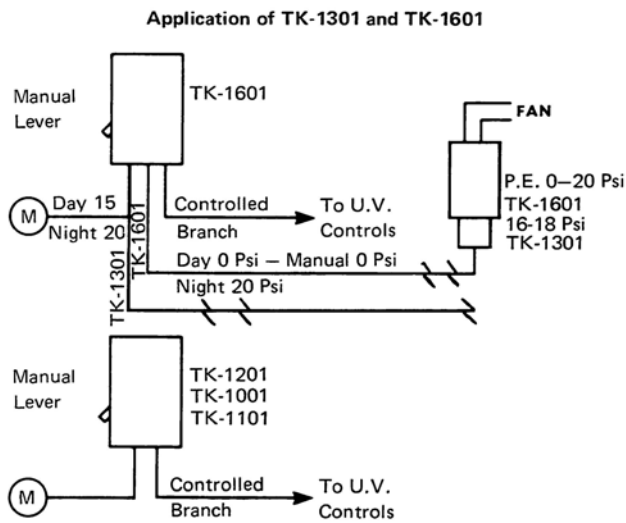 Application of TK-1301 and TK-1601
Manual
Lever
TK-1601
FAN
P.E. 0–20 Psi
TK-1601
16-18 Psi
TK-1301
M
Day 15
Night 20
TK-1301
TK-1601
Controlled
Branch
To U.V.
Controls
Day 0 Psi – Manual 0 Psi
Night 20 Psi
Manual
Lever
TK-1201
TK-1001
TK-1101
M
Controlled
Branch
To U.V.
Controls